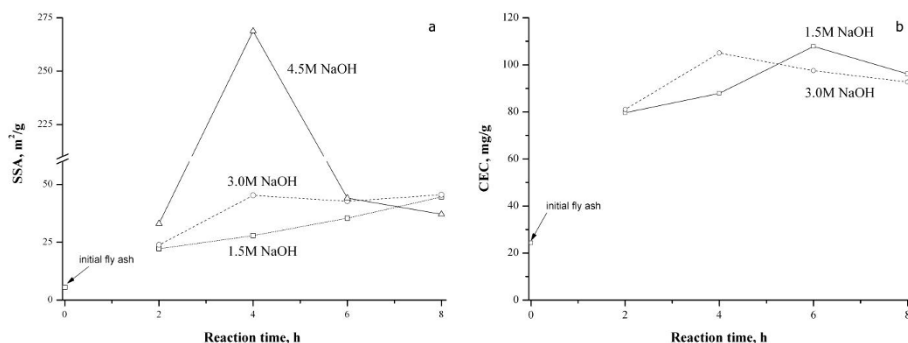 a
275
250
225
50
25
0
SSA, m²/g
4.5M NaOH
3.0M NaOH
1.5M NaOH
initial fly ash
0 2 4 6 8
Reaction time, h
b
120
100
80
60
40
20
0
CEC, mg/g
1.5M NaOH
3.0M NaOH
initial fly ash
0 2 4 6 8
Reaction time, h